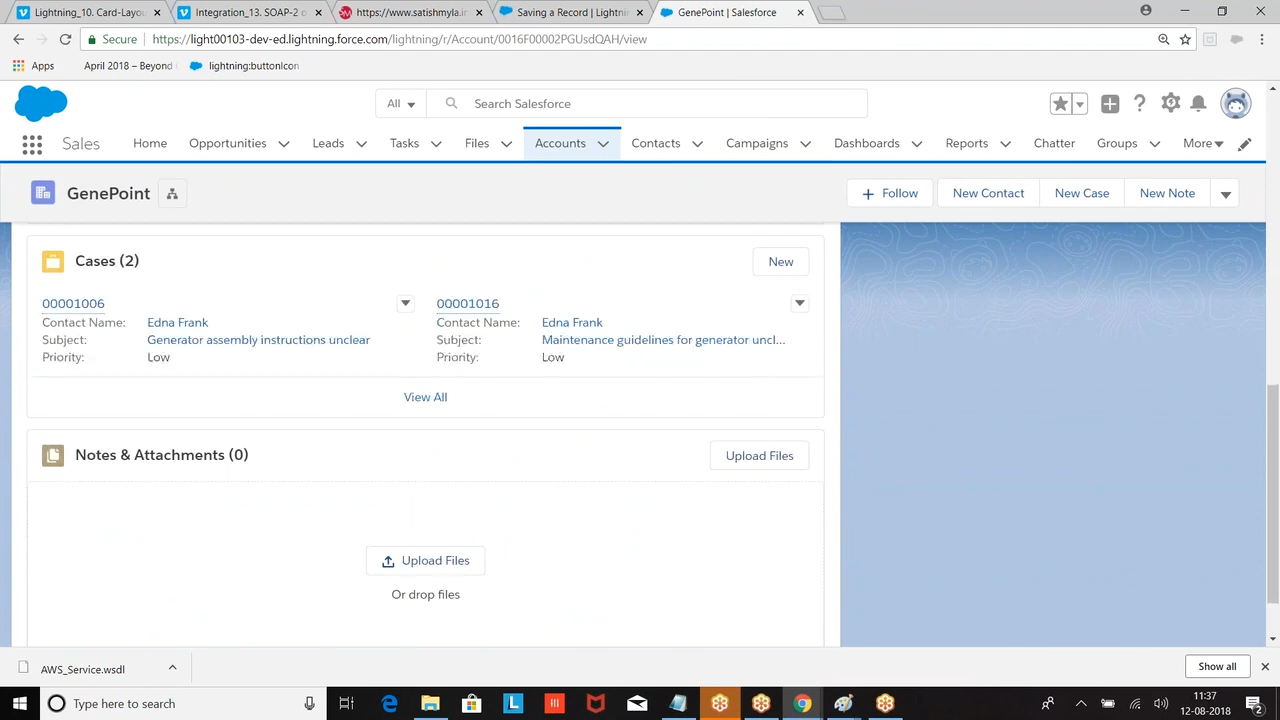 Lightning_10. Card-Layou
Integration_13. SOAP-2 o
https://www.satishmyla.i
Saving a Record | Lightni
GenePoint | Salesforce
Secure
https://light00103-dev-ed.lightning.force.com/lightning/r/Account/0016F00002PGUsdQAH/view
Apps
April 2018 – Beyond
lightning:buttonIcon
All
Search Salesforce
Sales
Home
Opportunities
Leads
Tasks
Files
Accounts
Contacts
Campaigns
Dashboards
Reports
Chatter
Groups
More
GenePoint
Follow
New Contact
New Case
New Note
Cases (2)
New
00001006
Contact Name: Edna Frank
Subject: Generator assembly instructions unclear
Priority: Low
00001016
Contact Name: Edna Frank
Subject: Maintenance guidelines for generator uncl...
Priority: Low
View All
Notes & Attachments (0)
Upload Files
Upload Files
Or drop files
AWS_Service.wsdl
Show all
Type here to search
11:37
12-08-2018
2